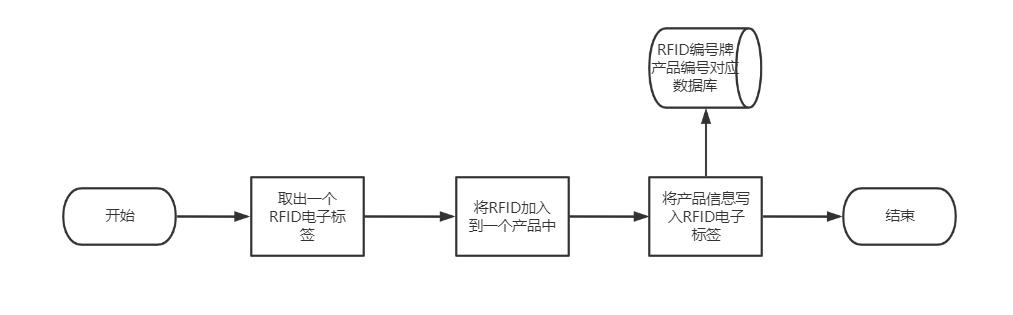 RFID编号牌
产品编号对应
数据库
开始
取出一个
RFID电子标
签
将RFID加入
到一个产品中
将产品信息写
入RFID电子
标签
结束